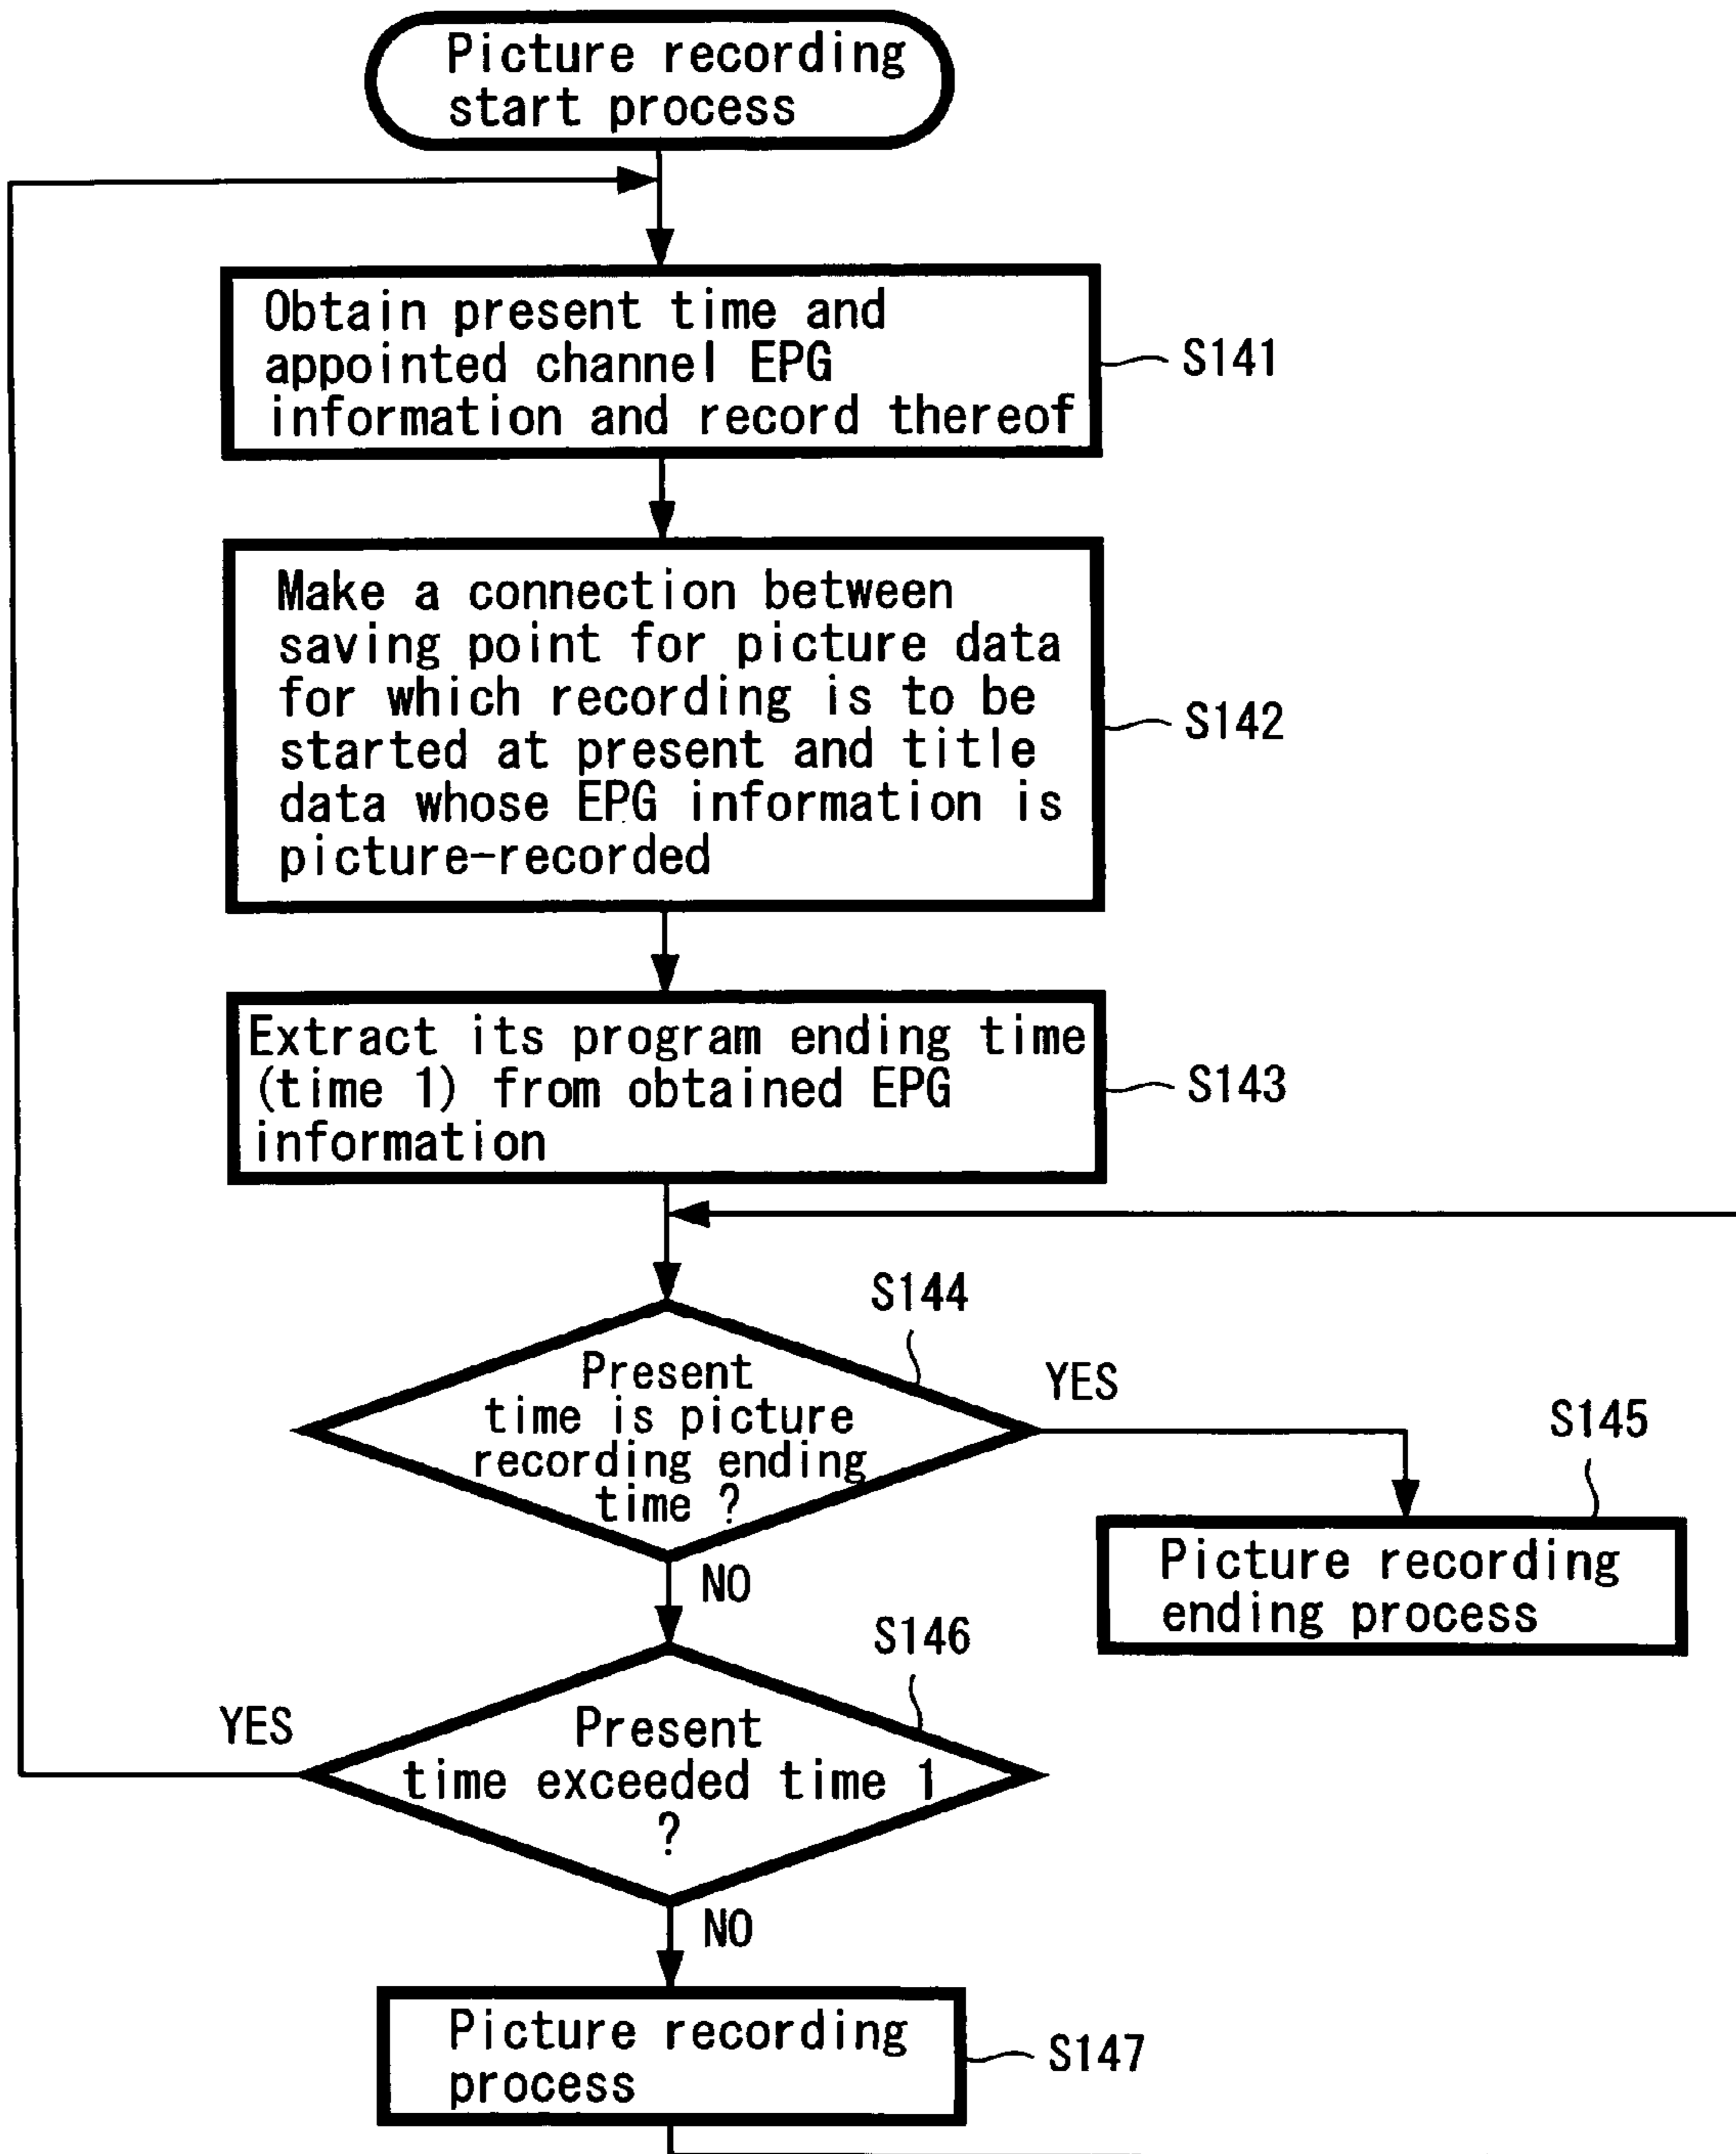 Picture recording
start process
Obtain present time and
appointed channel EPG
information and record thereof
S141
Make a connection between
saving point for picture data
for which recording is to be
started at present and title
data whose EPG information is
picture-recorded
S142
Extract its program ending time
(time 1) from obtained EPG
information
S143
S144
Present
time is picture
recording ending
time ?
YES
NO
S145
Picture recording
ending process
S146
Present
time exceeded time 1
?
YES
NO
Picture recording
process
S147